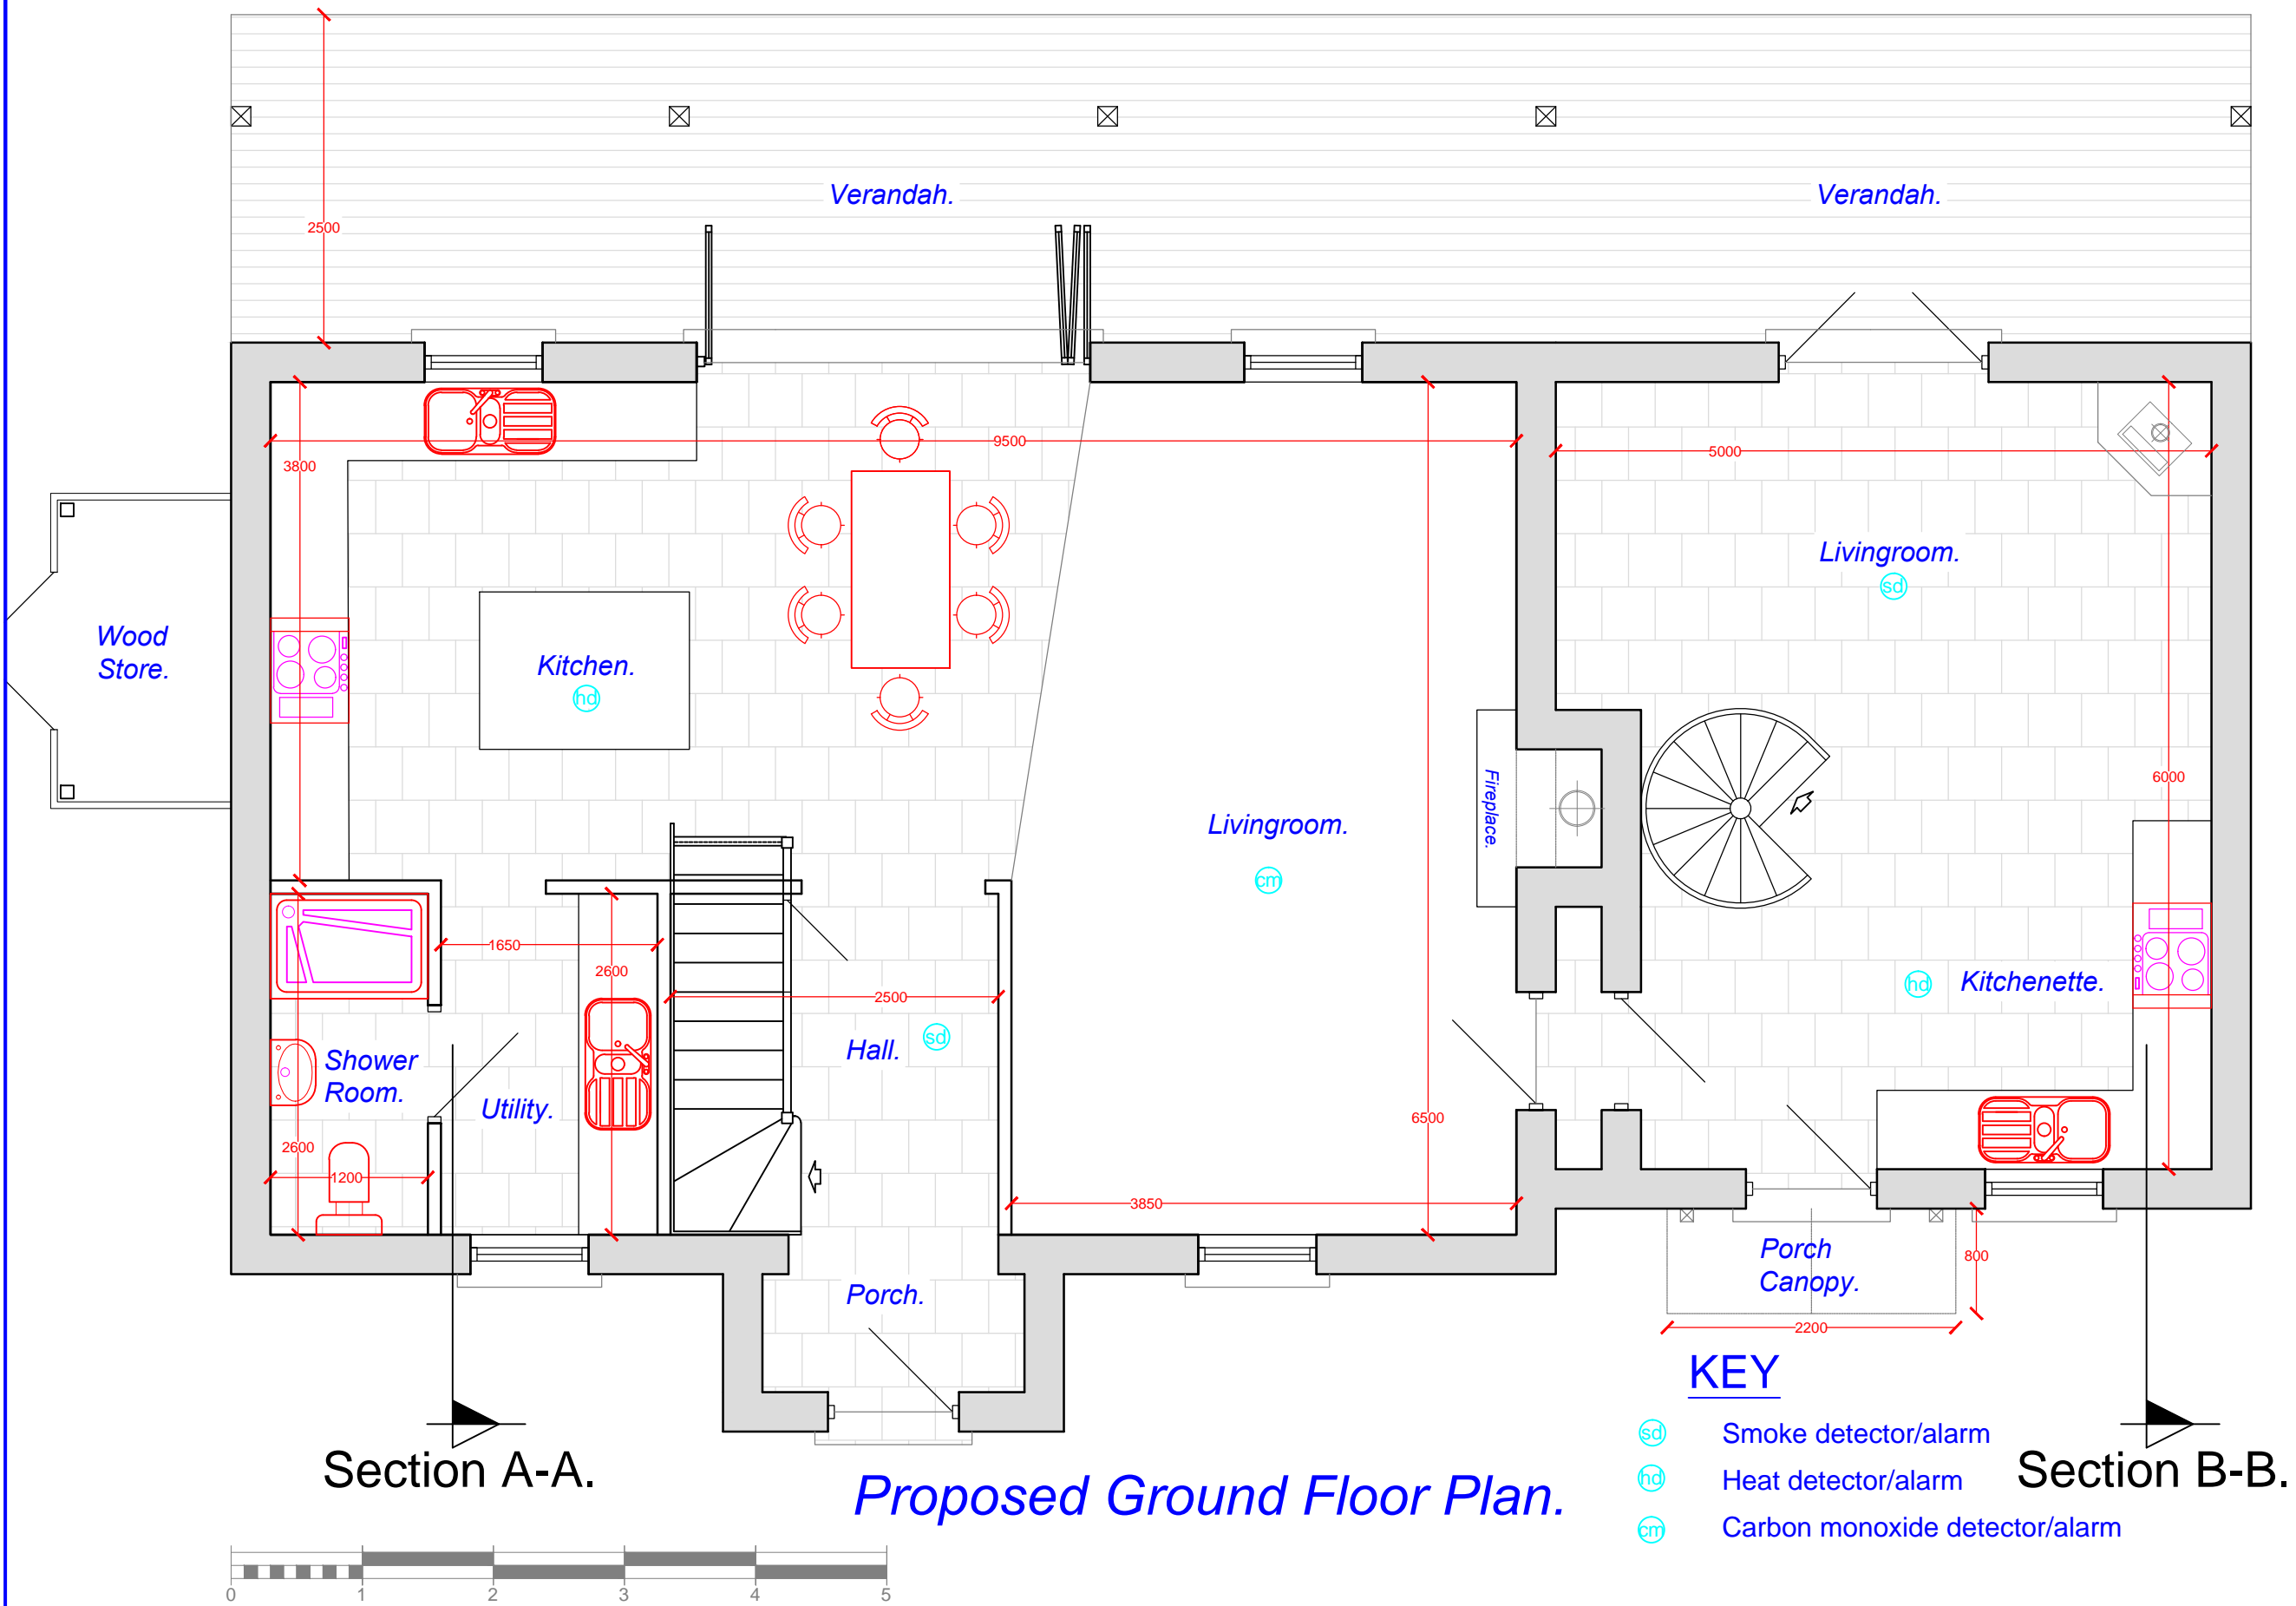 Verandah.
Verandah.
2500
9500
3800
5000
Livingroom.
sd
Wood
Store.
Kitchen.
hd
Fireplace.
6000
Livingroom.
cm
1650
2600
2500
hd
Kitchenette.
Hall.
sd
Shower
Room.
Utility.
6500
2600
1200
3850
Porch
Canopy.
800
Porch.
2200
KEY
sd
Smoke detector/alarm
hd
Heat detector/alarm
cm
Carbon monoxide detector/alarm
Section A-A.
Section B-B.
Proposed Ground Floor Plan.
0 1 2 3 4 5